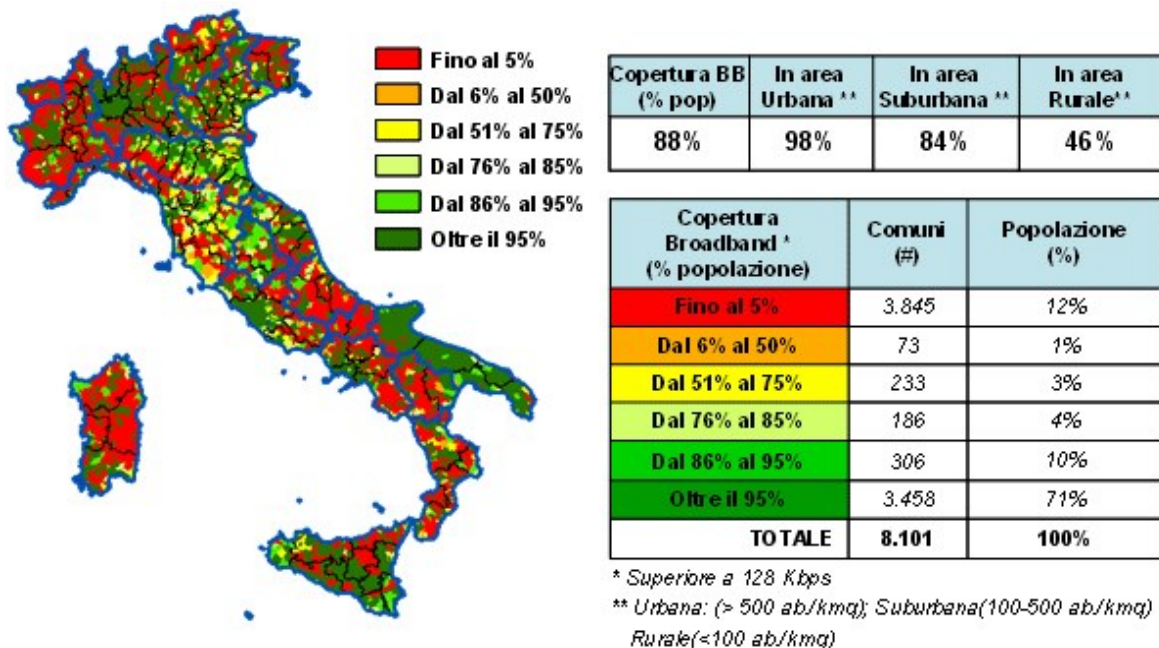 Fino al 5%
Dal 6% al 50%
Dal 51% al 75%
Dal 76% al 85%
Dal 86% al 95%
Oltre il 95%
Copertura BB (% pop) In area Urbana ** In area Suburbana ** In area Rurale**
88% 98% 84% 46%
Copertura Broadband * (% popolazione) Comuni (#) Popolazione (%)
Fino al 5% 3.845 12%
Dal 6% al 50% 73 1%
Dal 51% al 75% 233 3%
Dal 76% al 85% 186 4%
Dal 86% al 95% 306 10%
Oltre il 95% 3.458 71%
TOTALE 8.101 100%
* Superiore a 128 Kbps
** Urbana: (> 500 ab./kmq); Suburbana(100-500 ab./kmq)
Rurale(<100 ab./kmq)